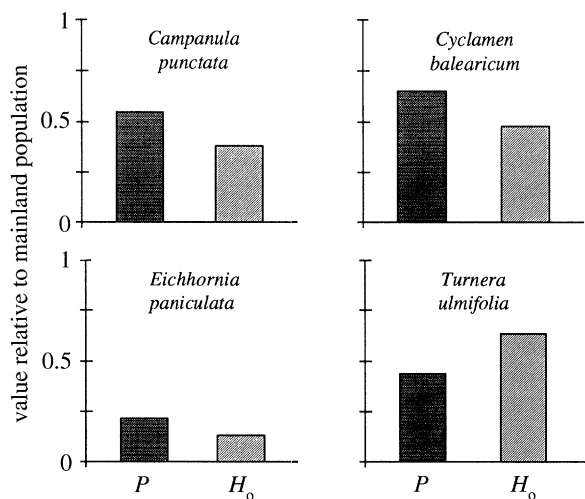 value relative to mainland population
1
0.5
0
Campanula
punctata
Cyclamen
balearicum
1
0.5
0
Eichhornia
paniculata
Turnera
ulmifolia
P
Ho
P
Ho